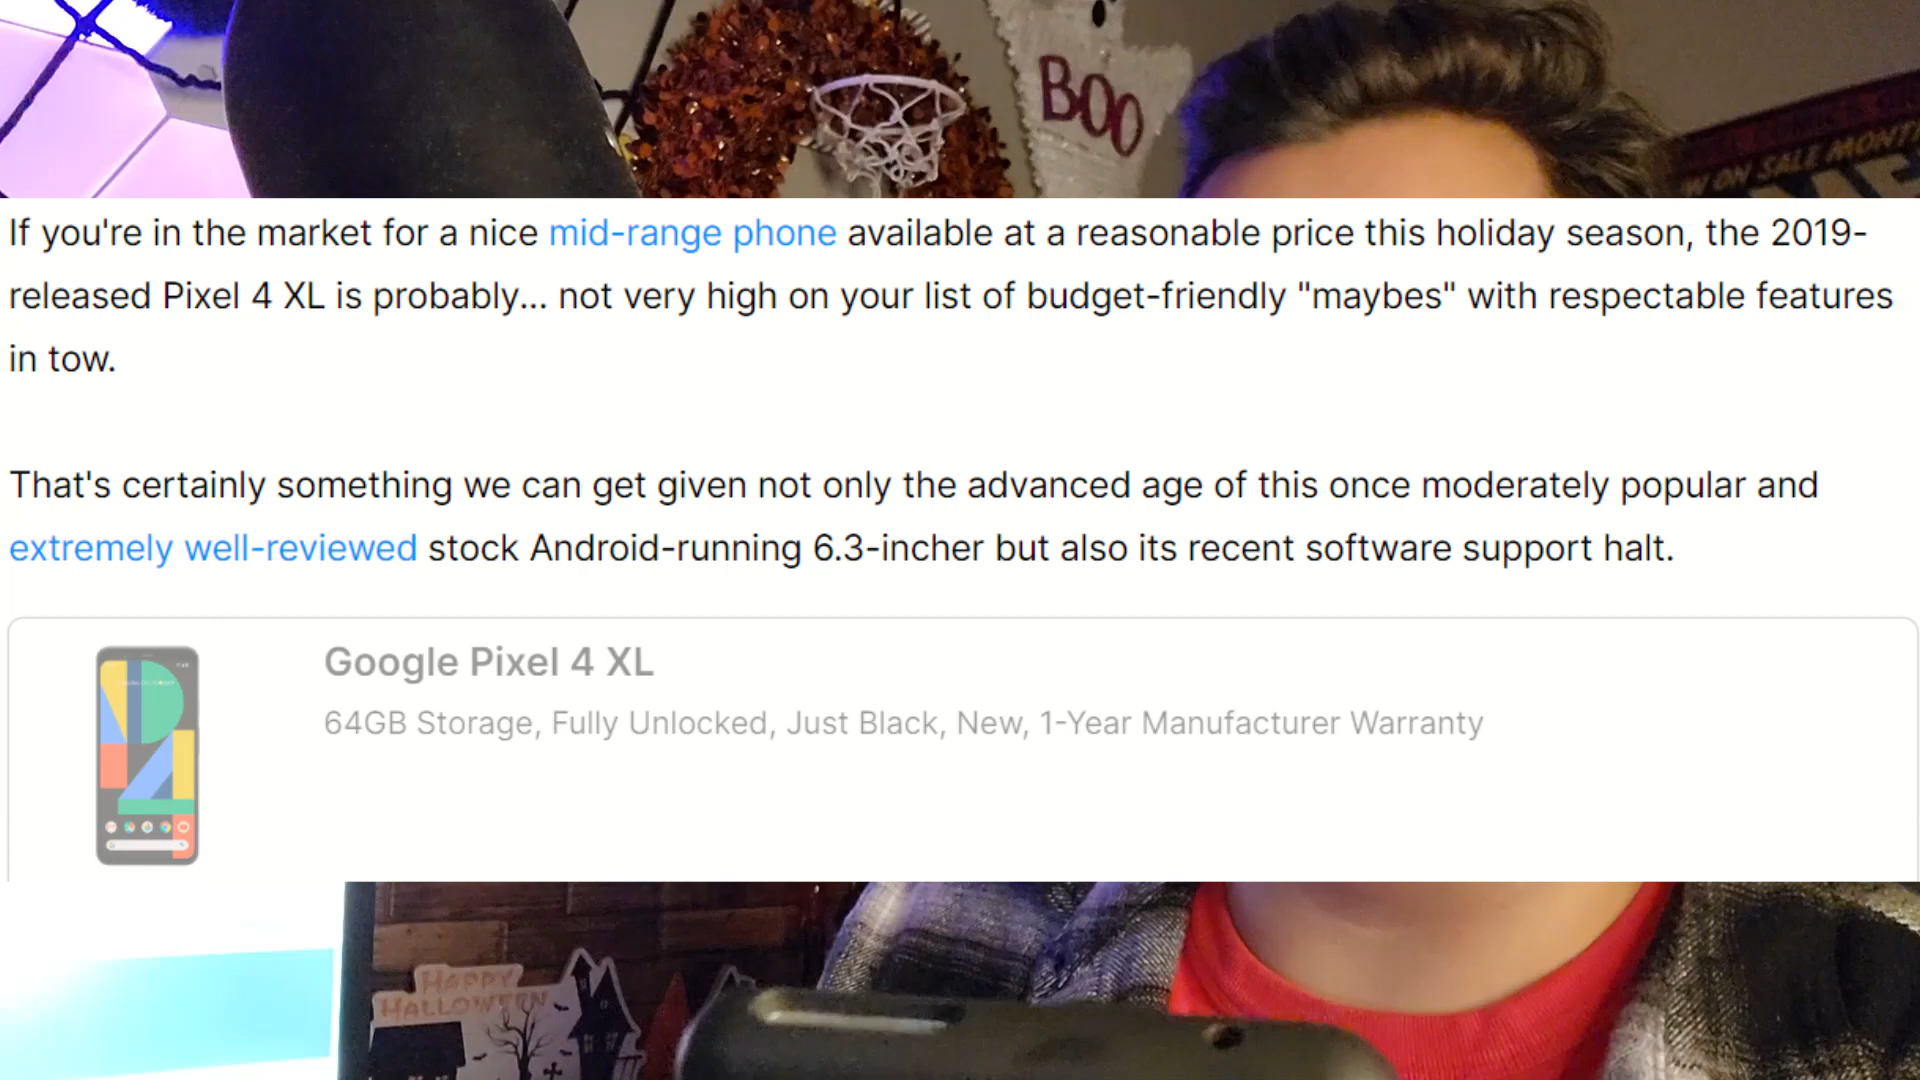 BOO
ON SALE MONT
If you're in the market for a nice mid-range phone available at a reasonable price this holiday season, the 2019-
released Pixel 4 XL is probably... not very high on your list of budget-friendly "maybes" with respectable features
in tow.
That's certainly something we can get given not only the advanced age of this once moderately popular and
extremely well-reviewed stock Android-running 6.3-incher but also its recent software support halt.
Google Pixel 4 XL
64GB Storage, Fully Unlocked, Just Black, New, 1-Year Manufacturer Warranty
HAPPY
HALLOWEEN